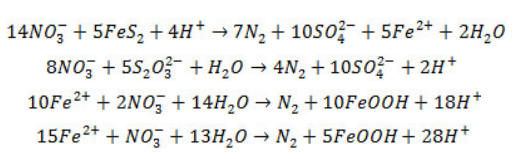 14NO₃⁻ + 5FeS₂ + 4H⁺ → 7N₂ + 10SO₄²⁻ + 5Fe²⁺ + 2H₂O
8NO₃⁻ + 5S₂O₃²⁻ + H₂O → 4N₂ + 10SO₄²⁻ + 2H⁺
10Fe²⁺ + 2NO₃⁻ + 14H₂O → N₂ + 10FeOOH + 18H⁺
15Fe²⁺ + NO₃⁻ + 13H₂O → N₂ + 5FeOOH + 28H⁺